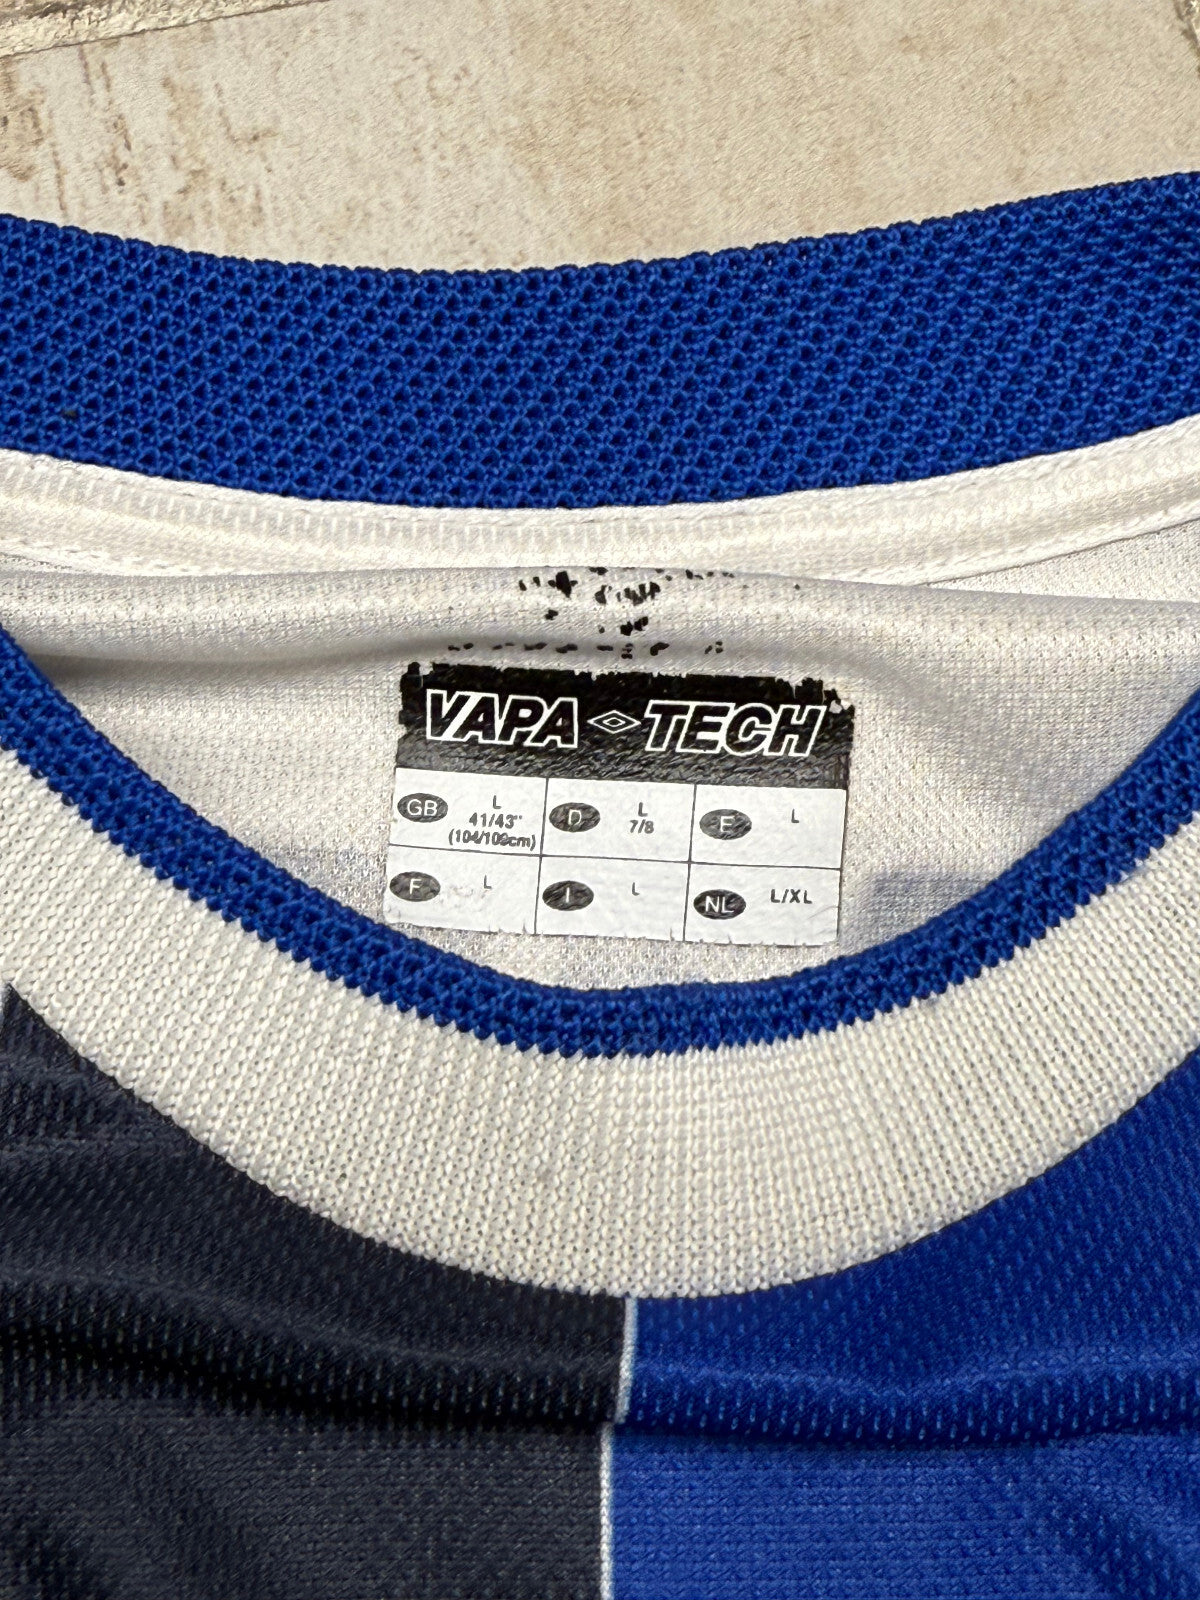 VAPA TECH
GB L 41/43" (104/109cm)
D L 7/8
E L
F L
I L
NL L/XL